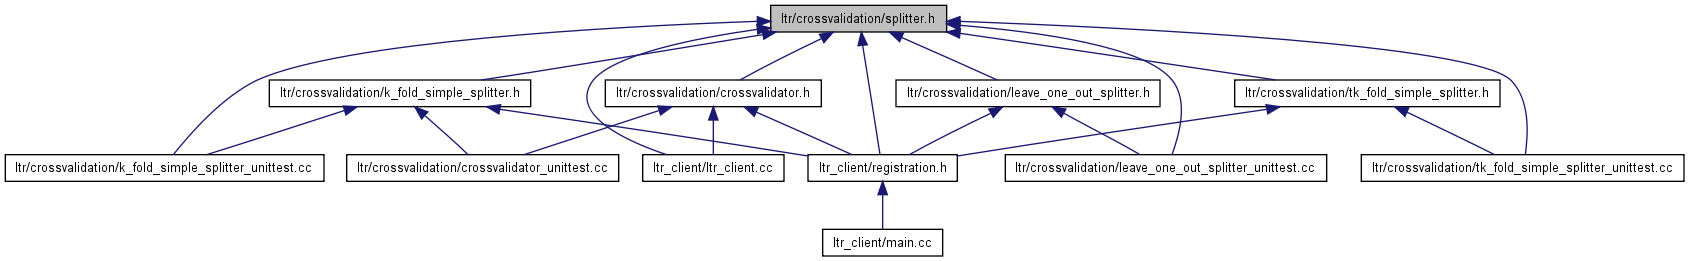 ltr/crossvalidation/splitter.h
ltr/crossvalidation/k_fold_simple_splitter.h
ltr/crossvalidation/crossvalidator.h
ltr/crossvalidation/leave_one_out_splitter.h
ltr/crossvalidation/tk_fold_simple_splitter.h
ltr/crossvalidation/k_fold_simple_splitter_unittest.cc
ltr/crossvalidation/crossvalidator_unittest.cc
ltr_client/ltr_client.cc
ltr_client/registration.h
ltr/crossvalidation/leave_one_out_splitter_unittest.cc
ltr/crossvalidation/tk_fold_simple_splitter_unittest.cc
ltr_client/main.cc